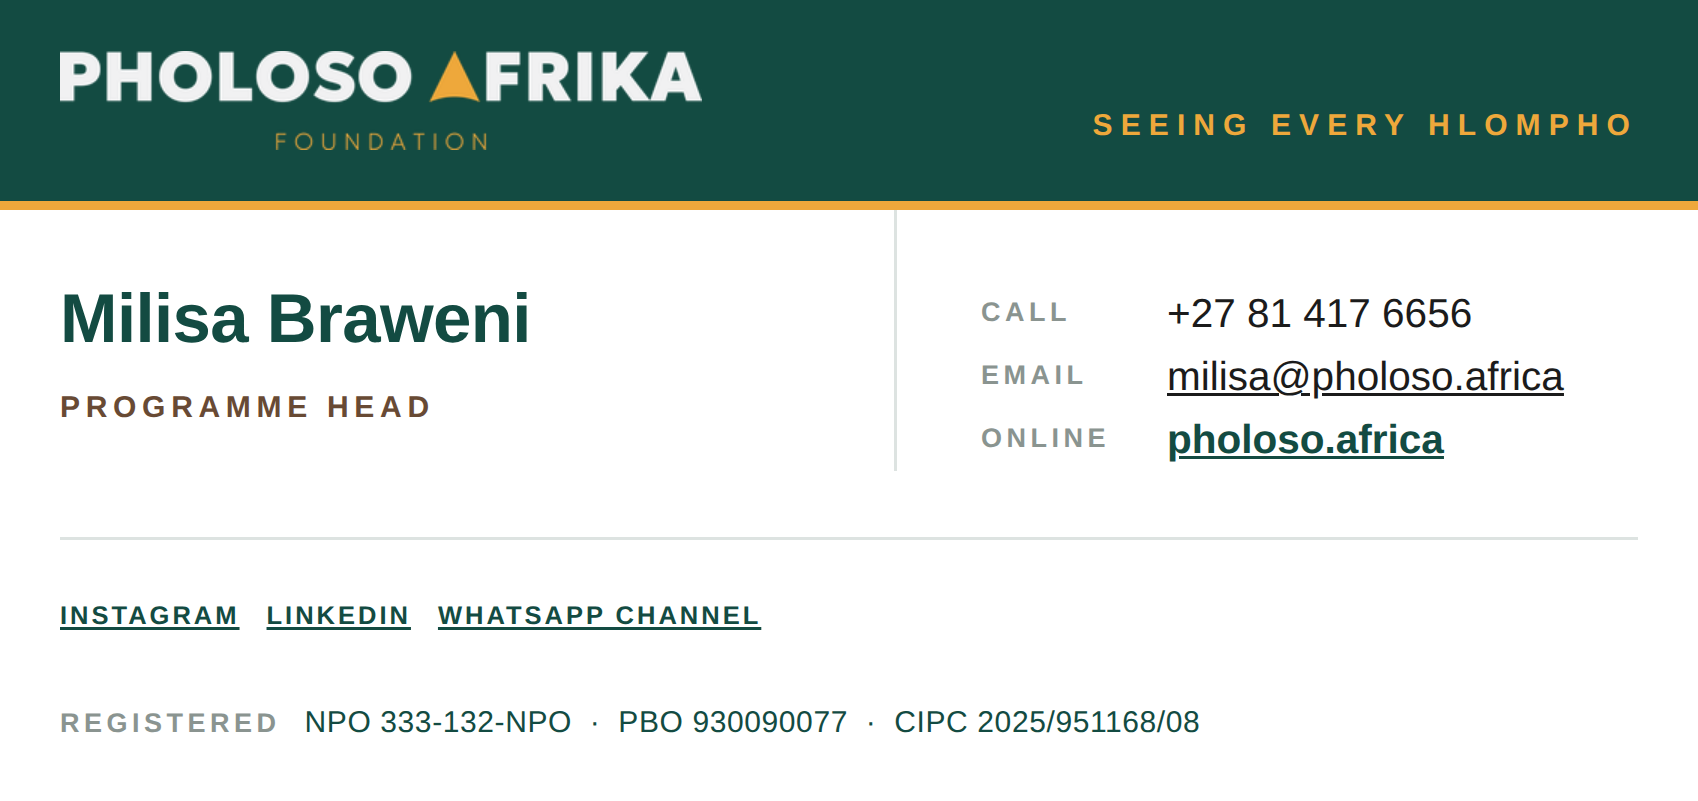 PHOLOSO AFRIKA
FOUNDATION
SEEING EVERY HLOMPHO
Milisa Braweni
PROGRAMME HEAD
CALL +27 81 417 6656
EMAIL milisa@pholoso.africa
ONLINE pholoso.africa
INSTAGRAM LINKEDIN WHATSAPP CHANNEL
REGISTERED NPO 333-132-NPO · PBO 930090077 · CIPC 2025/951168/08